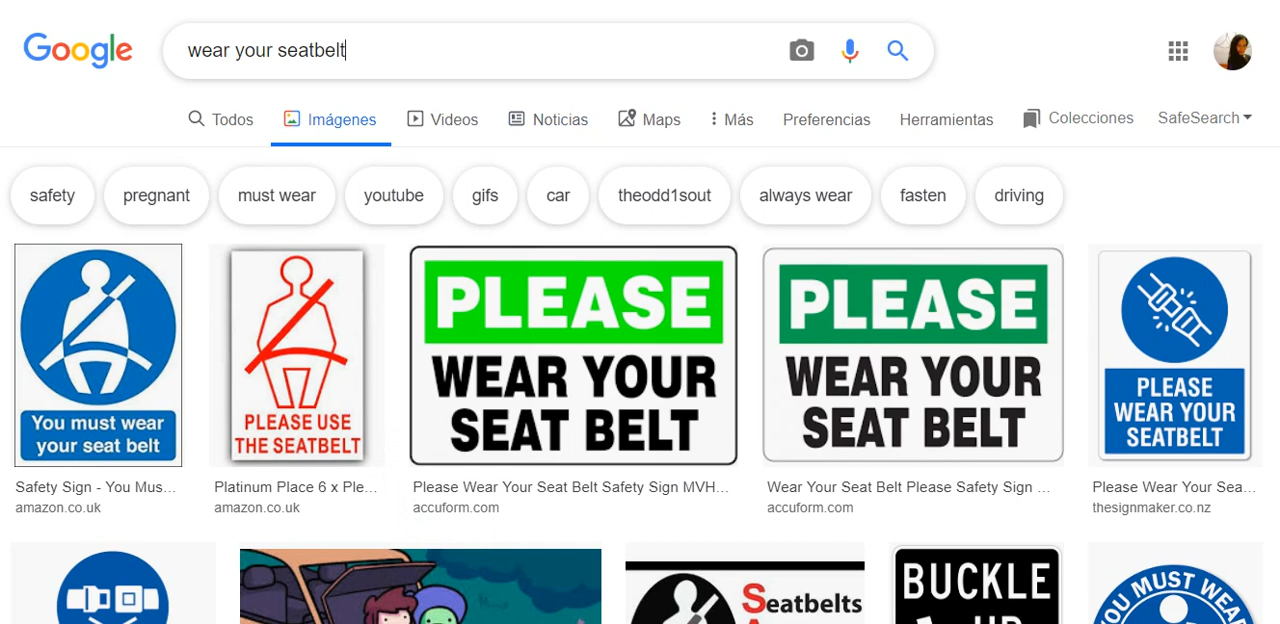 Google
wear your seatbelt
Todos
Imágenes
Videos
Noticias
Maps
Más
Preferencias
Herramientas
Colecciones
SafeSearch
safety
pregnant
must wear
youtube
gifs
car
theodd1sout
always wear
fasten
driving
You must wear
your seat belt
PLEASE USE
THE SEATBELT
PLEASE
WEAR YOUR
SEAT BELT
PLEASE
WEAR YOUR
SEAT BELT
PLEASE
WEAR YOUR
SEATBELT
Safety Sign - You Mus...
amazon.co.uk
Platinum Place 6 x Ple...
amazon.co.uk
Please Wear Your Seat Belt Safety Sign MVH...
accuform.com
Wear Your Seat Belt Please Safety Sign ...
accuform.com
Please Wear Your Sea...
thesignmaker.co.nz
Seatbelts
BUCKLE
UP
YOU MUST WEAR